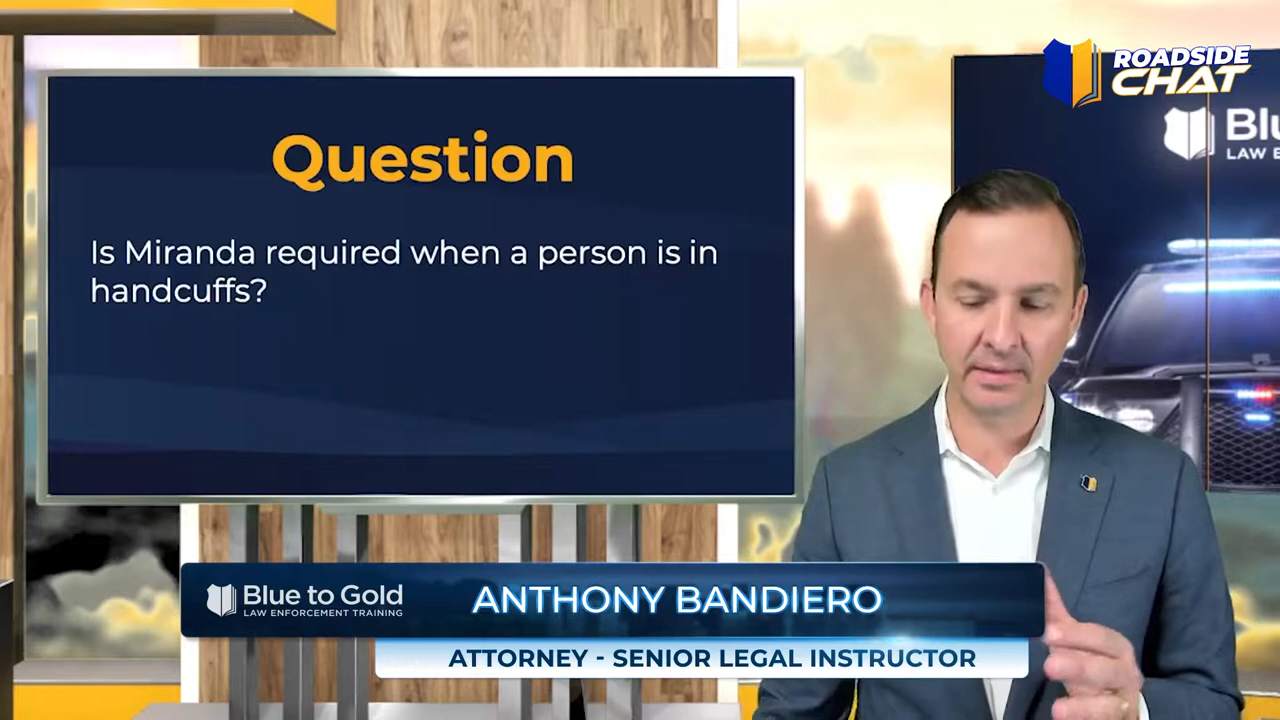 ROADSIDE
CHAT
Question
Is Miranda required when a person is in
handcuffs?
Blue to Gold
LAW ENFORCEMENT TRAINING
ANTHONY BANDIERO
ATTORNEY - SENIOR LEGAL INSTRUCTOR